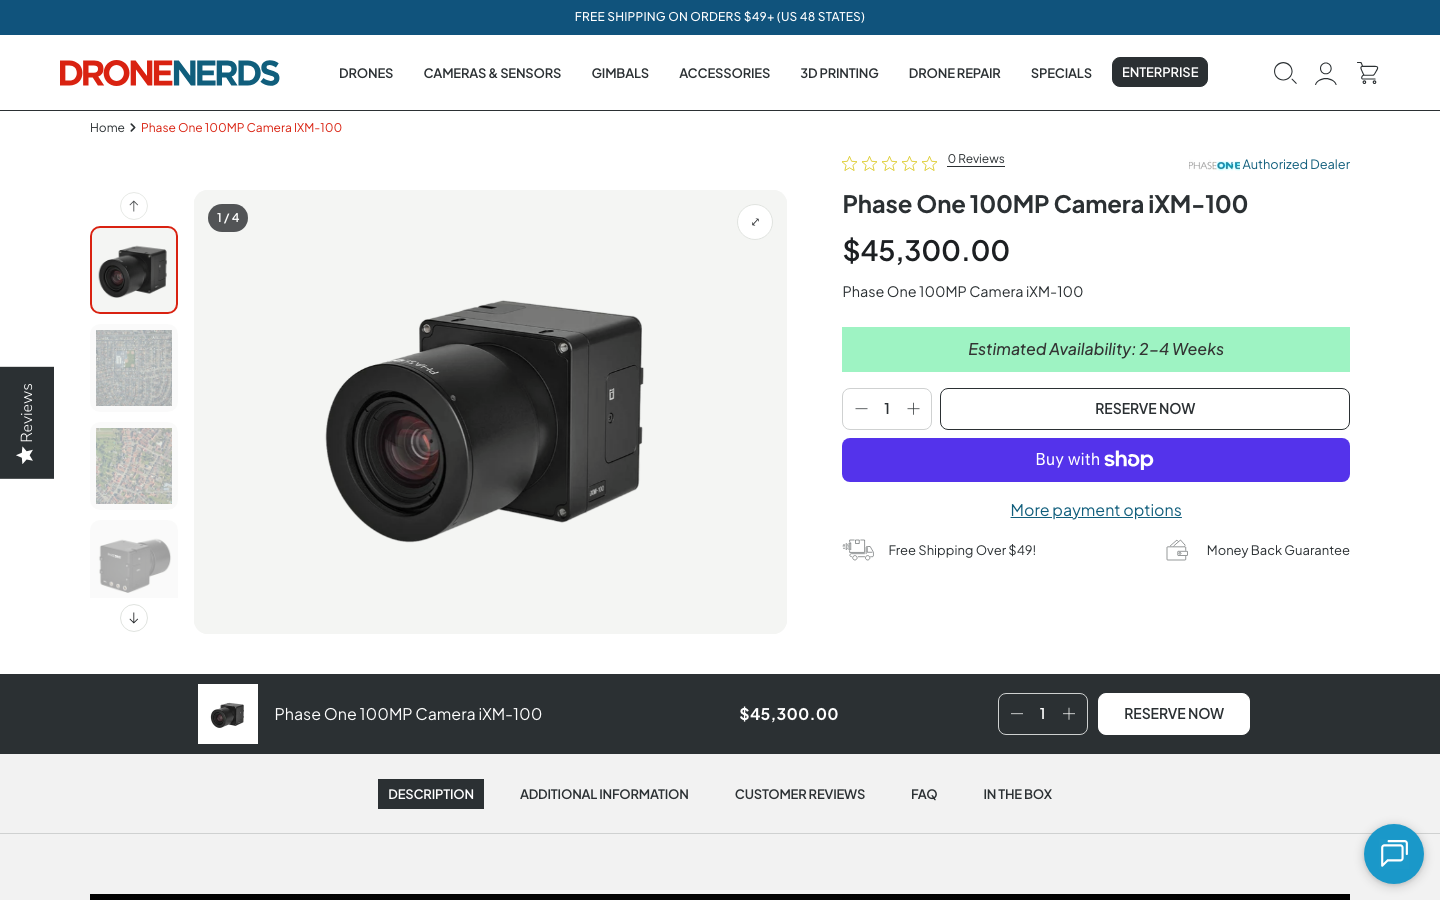 FREE SHIPPING ON ORDERS $49+ (US 48 STATES)
DRONENERDS
DRONES
CAMERAS & SENSORS
GIMBALS
ACCESSORIES
3D PRINTING
DRONE REPAIR
SPECIALS
ENTERPRISE
Home
Phase One 100MP Camera IXM-100
0 Reviews
PHASEONE Authorized Dealer
1 / 4
Phase One 100MP Camera iXM-100
$45,300.00
Phase One 100MP Camera iXM-100
Estimated Availability: 2-4 Weeks
1
RESERVE NOW
Buy with shop
More payment options
Free Shipping Over $49!
Money Back Guarantee
Reviews
Phase One 100MP Camera iXM-100
$45,300.00
1
RESERVE NOW
DESCRIPTION
ADDITIONAL INFORMATION
CUSTOMER REVIEWS
FAQ
IN THE BOX